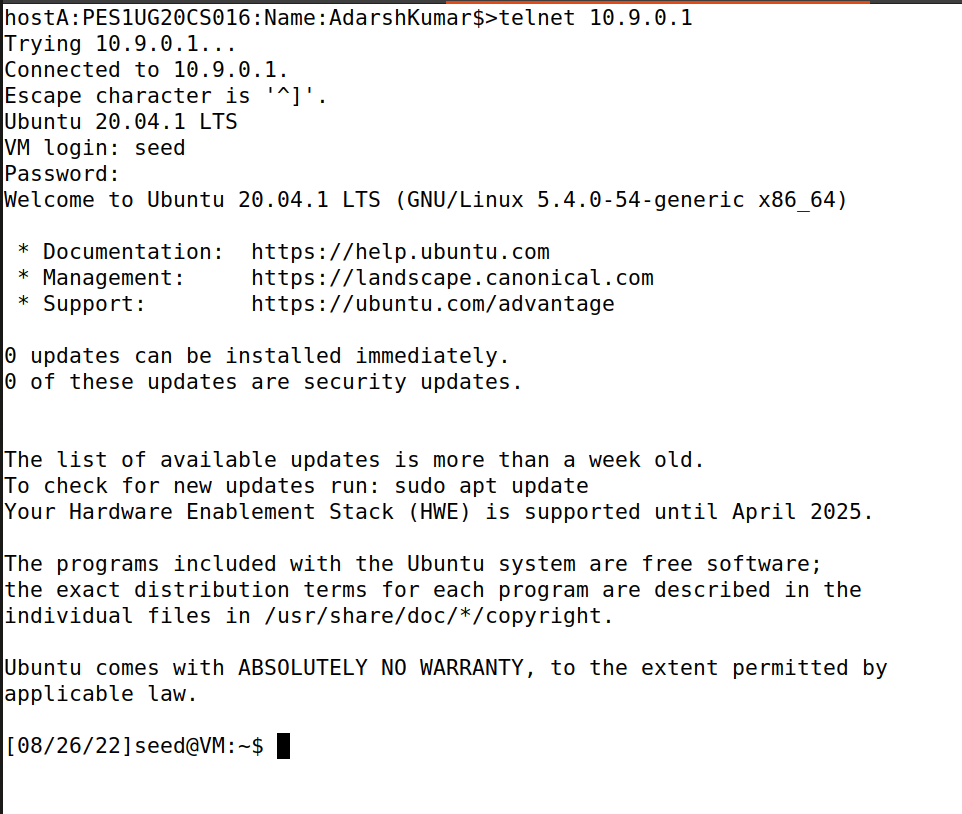 hostA:PES1UG20CS016:Name:AdarshKumar$>telnet 10.9.0.1
Trying 10.9.0.1...
Connected to 10.9.0.1.
Escape character is '^]'.
Ubuntu 20.04.1 LTS
VM login: seed
Password:
Welcome to Ubuntu 20.04.1 LTS (GNU/Linux 5.4.0-54-generic x86_64)

 * Documentation:  https://help.ubuntu.com
 * Management:     https://landscape.canonical.com
 * Support:        https://ubuntu.com/advantage

0 updates can be installed immediately.
0 of these updates are security updates.


The list of available updates is more than a week old.
To check for new updates run: sudo apt update
Your Hardware Enablement Stack (HWE) is supported until April 2025.

The programs included with the Ubuntu system are free software;
the exact distribution terms for each program are described in the
individual files in /usr/share/doc/*/copyright.

Ubuntu comes with ABSOLUTELY NO WARRANTY, to the extent permitted by
applicable law.

[08/26/22]seed@VM:~$